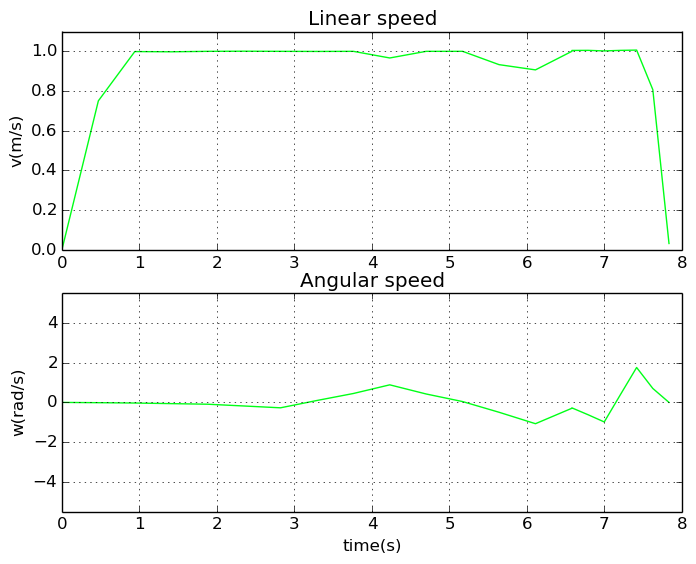 Linear speed
1.0
0.8
0.6
0.4
0.2
0.0
v(m/s)
0 1 2 3 4 5 6 7 8
Angular speed
4
2
0
−2
−4
w(rad/s)
0 1 2 3 4 5 6 7 8
time(s)